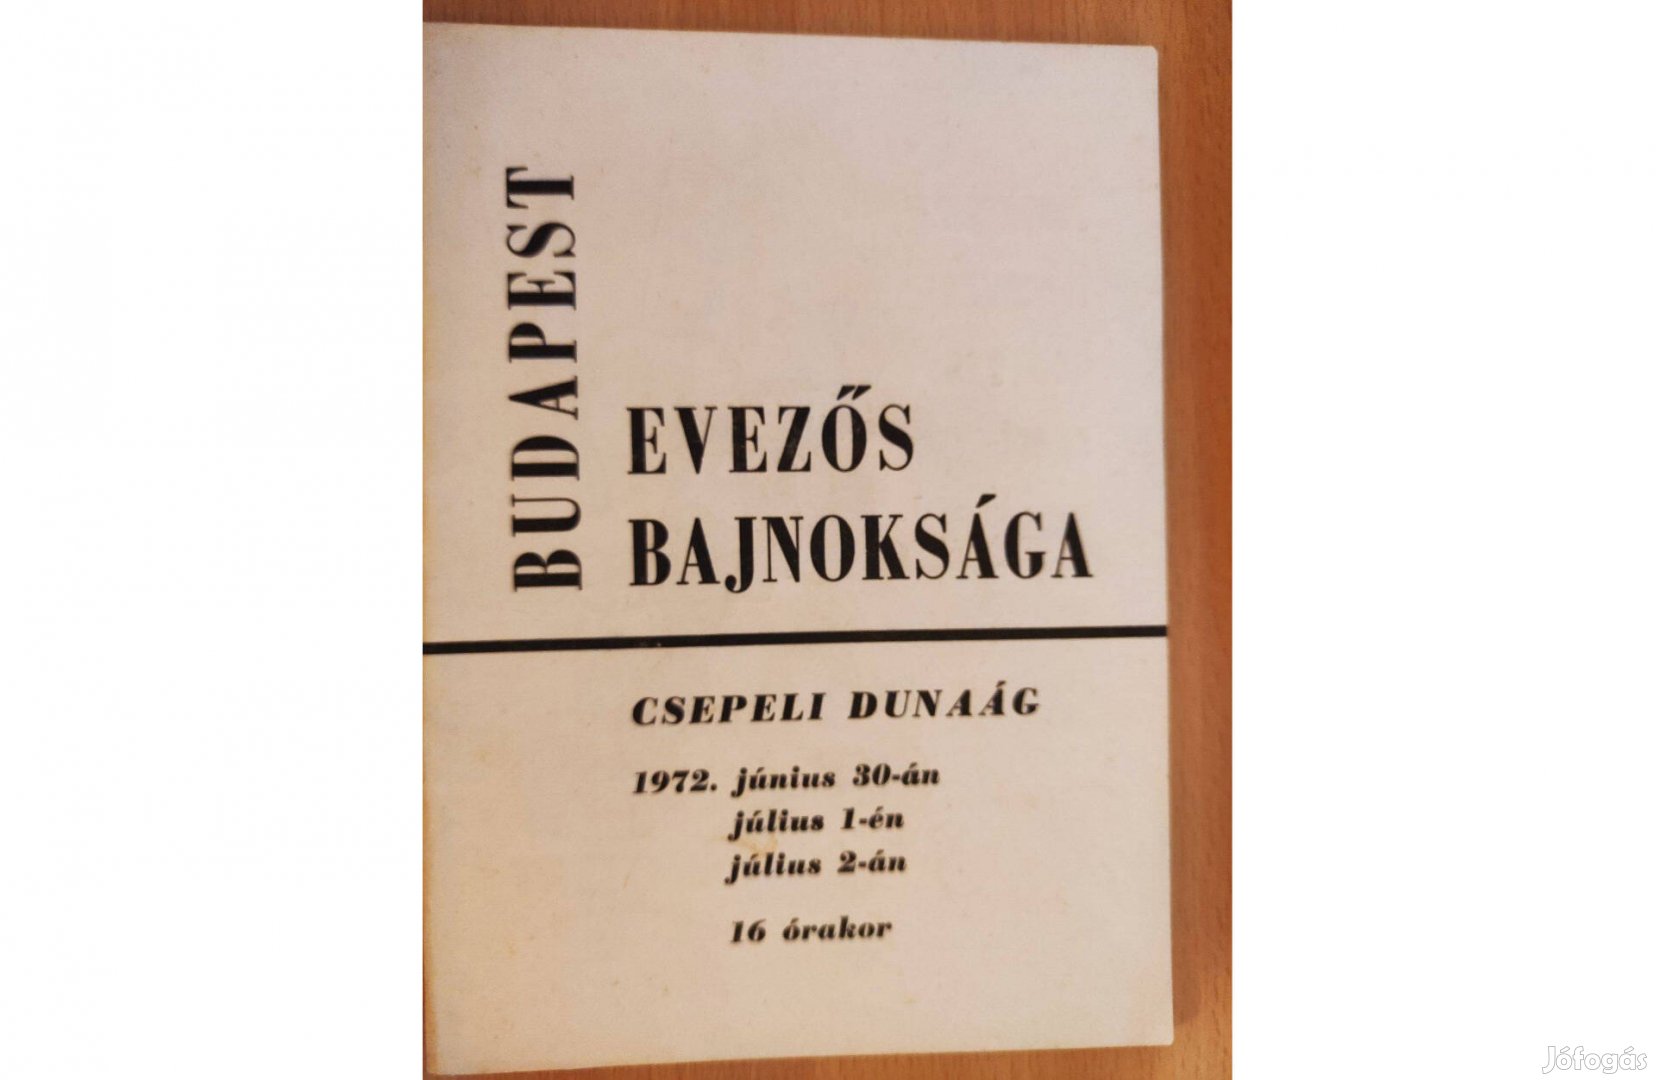 BUDAPEST
EVEZŐS
BAJNOKSÁGA
CSEPELI DUNAÁG
1972. június 30-án
július 1-én
július 2-án
16 órakor
Jófogás